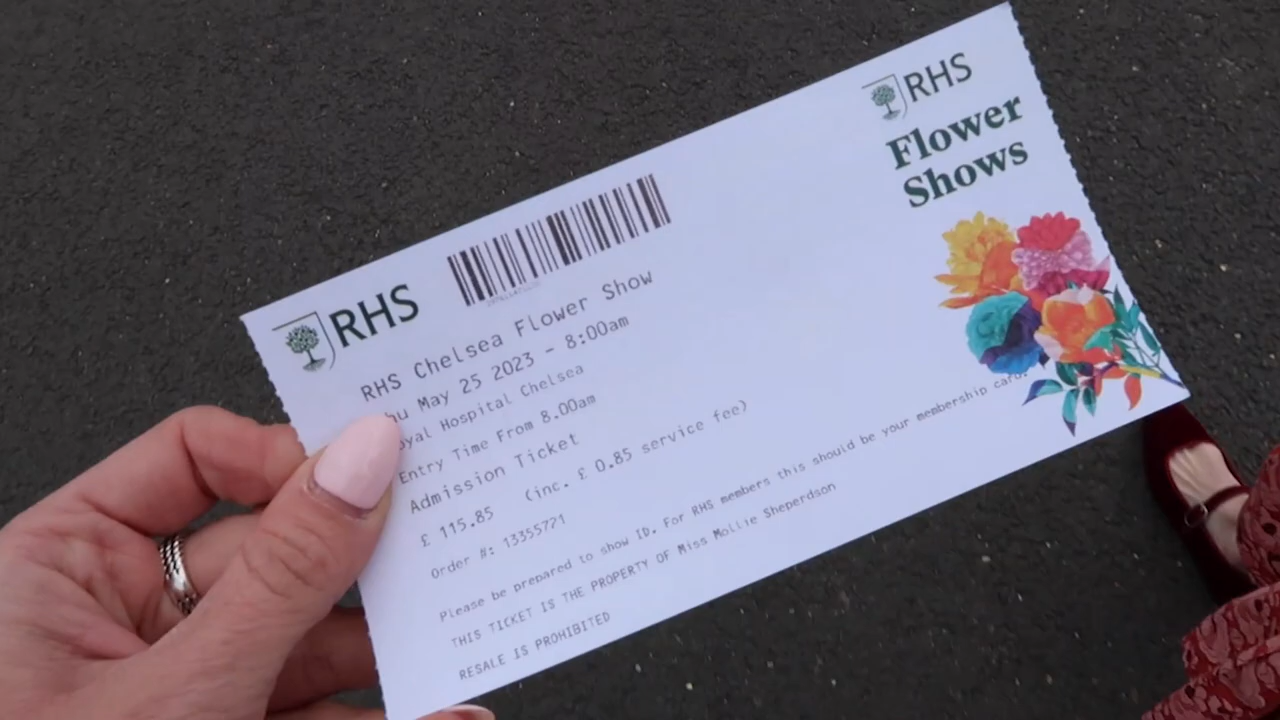 RHS
RHS Chelsea Flower Show
hu May 25 2023 - 8:00am
oyal Hospital Chelsea
Entry Time From 8.00am
Admission Ticket
£ 115.85 (inc. £ 0.85 service fee)
Order #: 13355721
Please be prepared to show ID. For RHS members this should be your membership card.
THIS TICKET IS THE PROPERTY OF Miss Mollie Sheperdson
RESALE IS PROHIBITED
RHS
Flower
Shows